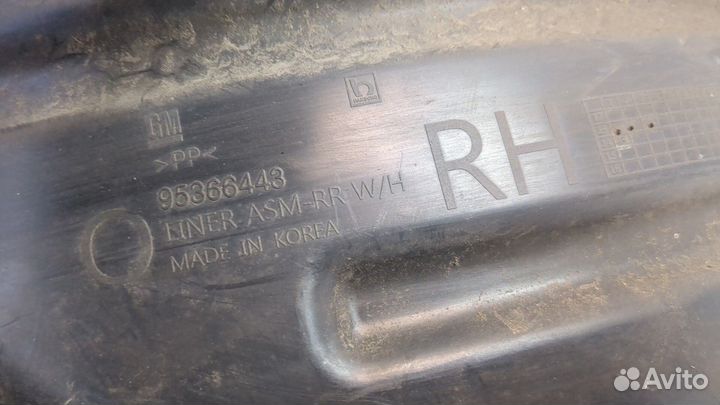 GM
>PP<
95366443
LINER ASM-RR W/H
MADE IN KOREA
RH
Avito